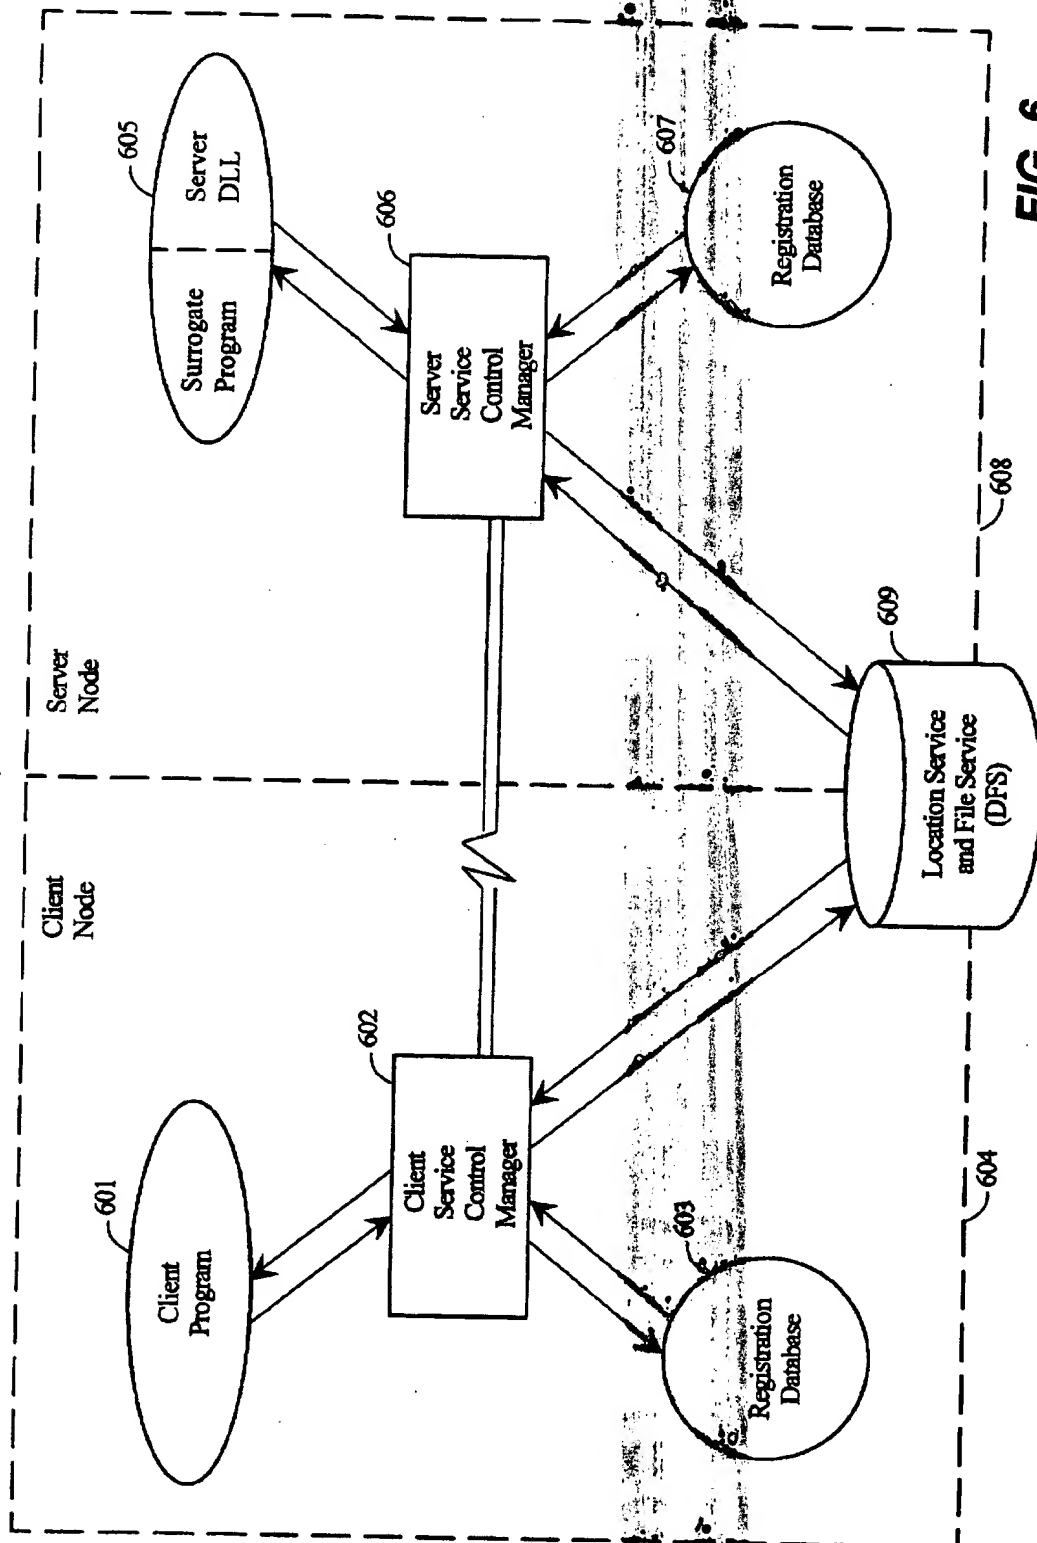 Client
Node
Server
Node
601
Client
Program
605
Surrogate
Program
Server
DLL
602
Client
Service
Control
Manager
606
Server
Service
Control
Manager
603
Registration
Database
607
Registration
Database
609
Location Service
and File Service
(DFS)
604
608
FIG. 6